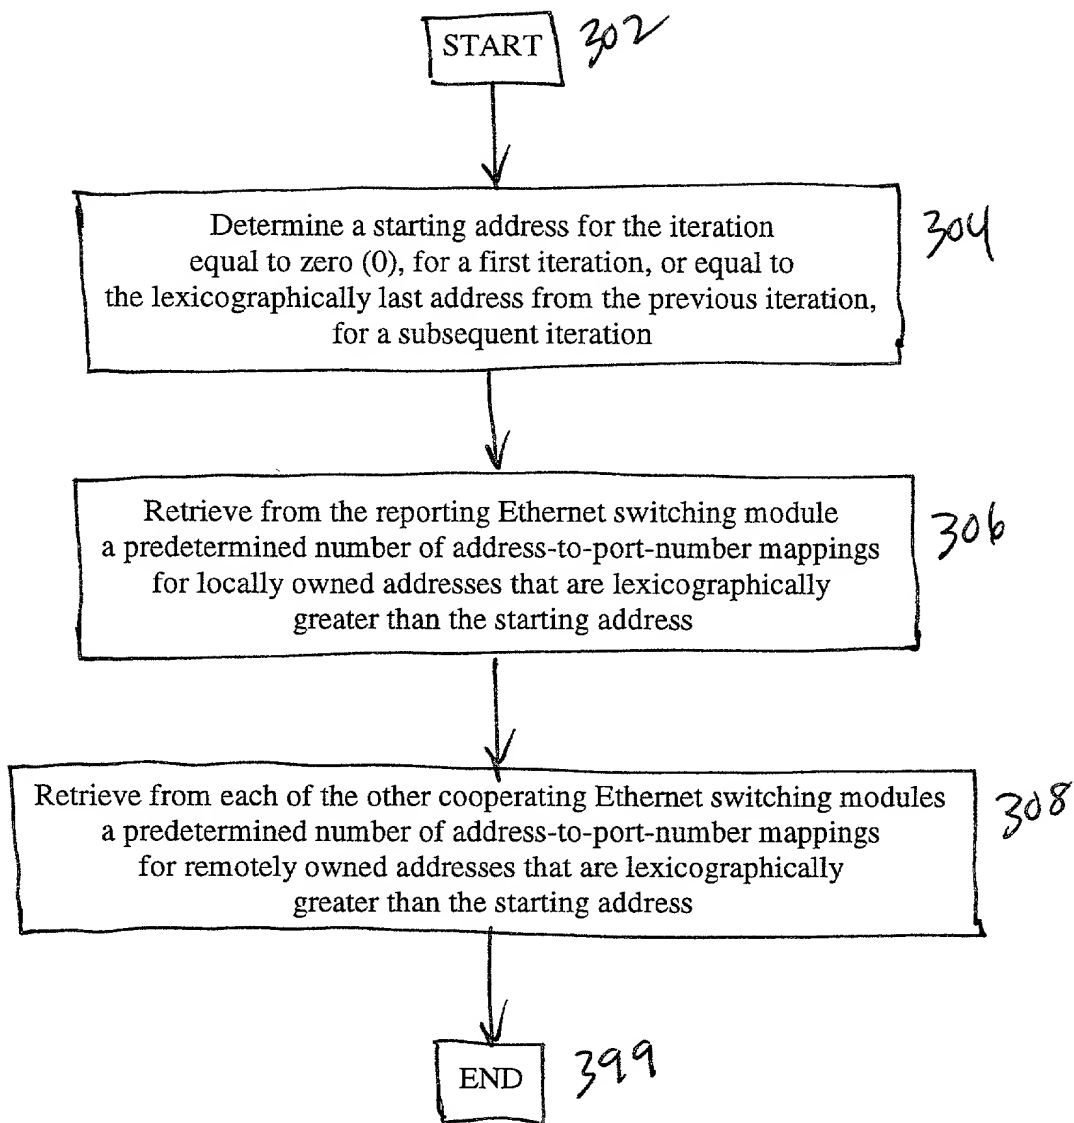 START 302
Determine a starting address for the iteration
equal to zero (0), for a first iteration, or equal to
the lexicographically last address from the previous iteration,
for a subsequent iteration
304
Retrieve from the reporting Ethernet switching module
a predetermined number of address-to-port-number mappings
for locally owned addresses that are lexicographically
greater than the starting address
306
Retrieve from each of the other cooperating Ethernet switching modules
a predetermined number of address-to-port-number mappings
for remotely owned addresses that are lexicographically
greater than the starting address
308
END 399